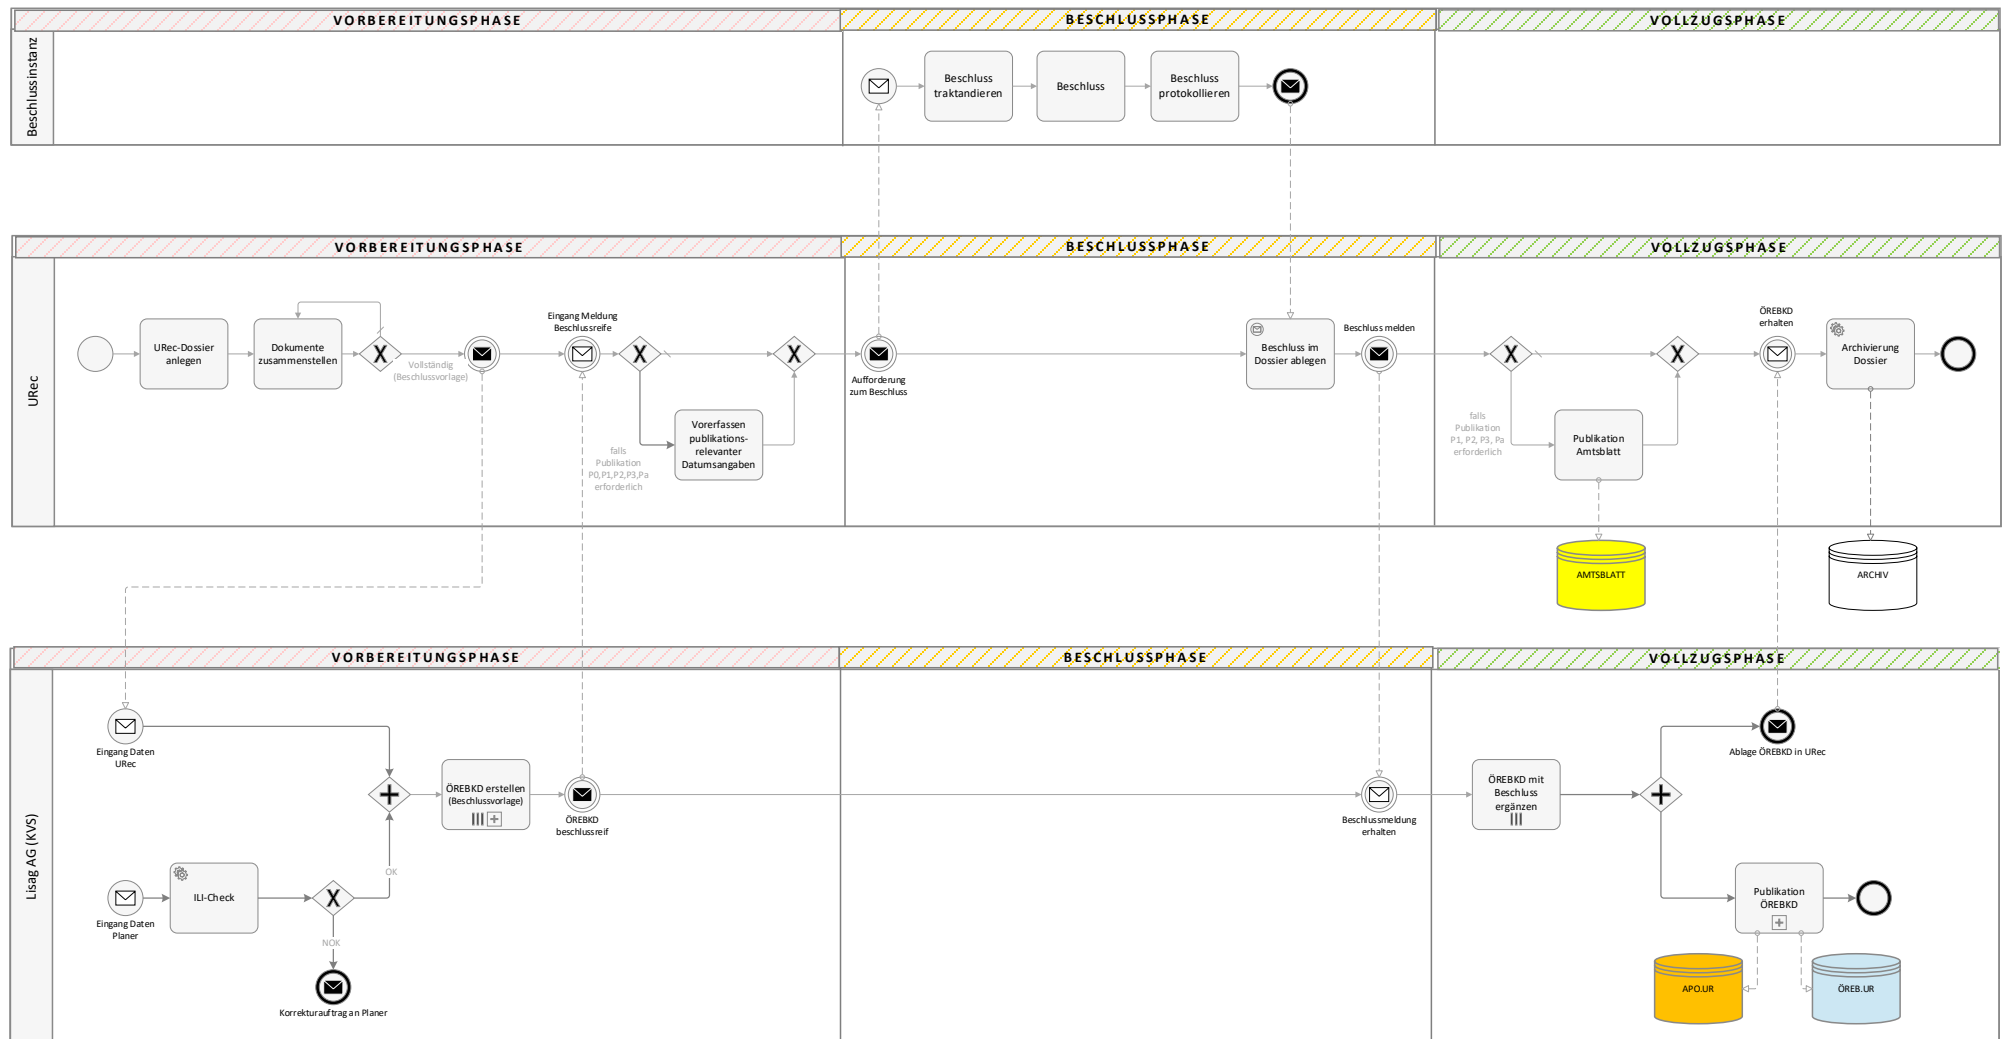 VORBEREITUNGSPHASE
BESCHLUSSPHASE
VOLLZUGSPHASE
Beschlussinstanz
Beschluss
traktandieren
Beschluss
Beschluss
protokollieren
VORBEREITUNGSPHASE
BESCHLUSSPHASE
VOLLZUGSPHASE
URec
URec-Dossier
anlegen
Dokumente
zusammenstellen
X
Vollständig
(Beschlussvorlage)
Eingang Meldung
Beschlussreife
X
falls
Publikation
P0,P1,P2,P3,Pa
erforderlich
Vorerfassen
publikations-
relevanter
Datumsangaben
X
Aufforderung
zum Beschluss
Beschluss im
Dossier ablegen
Beschluss melden
X
falls
Publikation
P1, P2, P3, Pa
erforderlich
Publikation
Amtsblatt
X
ÖREBKD
erhalten
Archivierung
Dossier
AMTSBLATT
ARCHIV
VORBEREITUNGSPHASE
BESCHLUSSPHASE
VOLLZUGSPHASE
Lisag AG (KVS)
Eingang Daten
URec
Eingang Daten
Planer
ILI-Check
X
OK
NOK
Korrekturauftrag an Planer
ÖREBKD erstellen
(Beschlussvorlage)
ÖREBKD
beschlussreif
Beschlussmeldung
erhalten
ÖREBKD mit
Beschluss
ergänzen
Ablage ÖREBKD in URec
Publikation
ÖREBKD
APO.UR
ÖREB.UR